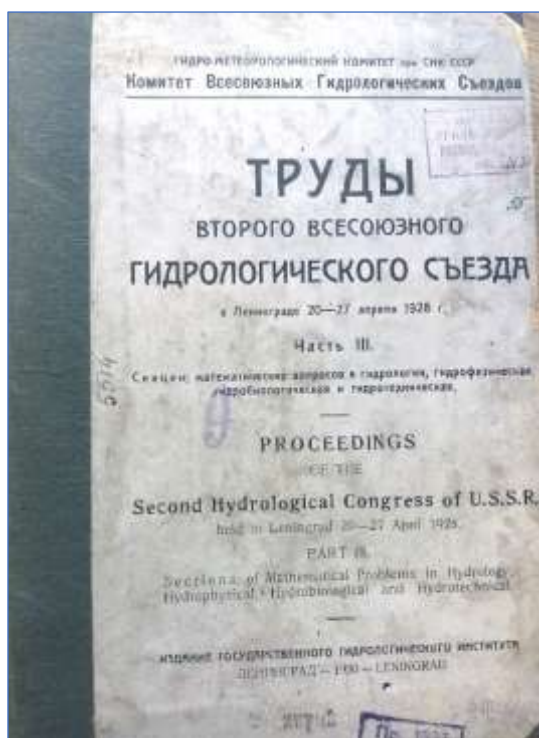 ГИДРО-МЕТЕОРОЛОГИЧЕСКИЙ КОМИТЕТ при СНК СССР
Комитет Всесоюзных Гидрологических Съездов
ТРУДЫ
ВТОРОГО ВСЕСОЮЗНОГО
ГИДРОЛОГИЧЕСКОГО СЪЕЗДА
в Ленинграде 20—27 апреля 1928 г.
Часть III.
Секции: математических вопросов в гидрологии, гидрофизическая
гидробиологическая и гидротехническая.
PROCEEDINGS
OF THE
Second Hydrological Congress of U.S.S.R.
held in Leningrad 20—27 April 1928.
PART III.
Sections of Mathematical Problems in Hydrology,
Hydrophysical, Hydrobiological and Hydrotechnical.
ИЗДАНИЕ ГОСУДАРСТВЕННОГО ГИДРОЛОГИЧЕСКОГО ИНСТИТУТА
ЛЕНИНГРАД — 1930 — LENINGRAD